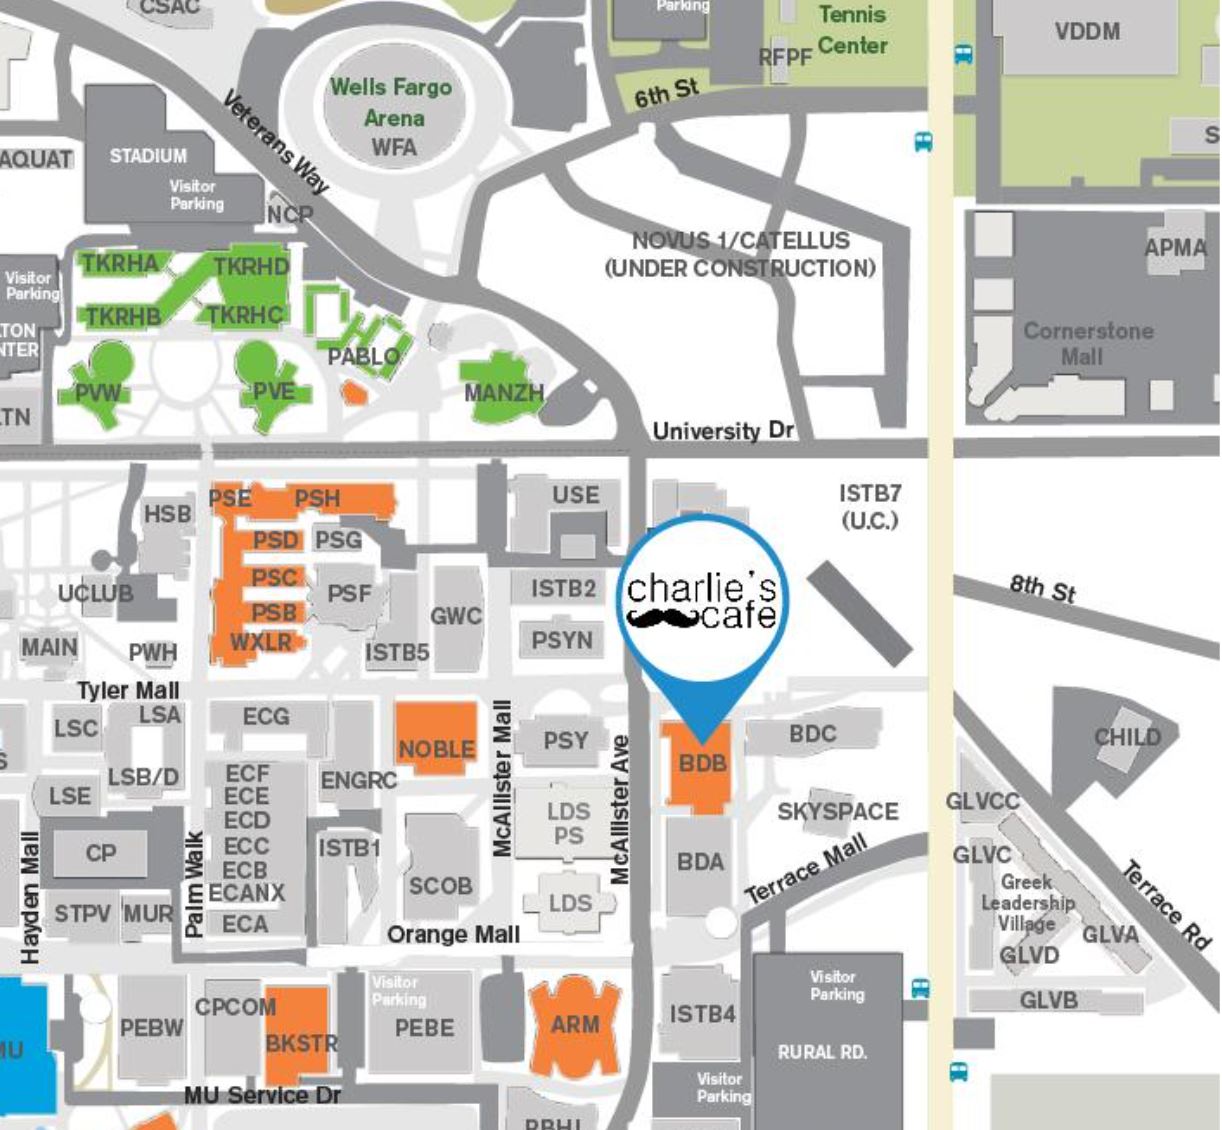 CSAC
Parking
Tennis
Center
RFPF
VDDM
Wells Fargo
Arena
WFA
6th St
Veterans Way
AQUAT
STADIUM
Visitor
Parking
NCP
NOVUS 1/CATELLUS
(UNDER CONSTRUCTION)
APMA
TKRHA
TKRHD
Visitor
Parking
TKRHB
TKRHC
PABLO
Cornerstone
Mall
PVW
PVE
MANZH
University Dr
PSE
PSH
USE
ISTB7
(U.C.)
HSB
PSD
PSG
charlie's
cafe
PSC
PSF
ISTB2
8th St
UCLUB
PSB
GWC
MAIN
PWH
WXLR
ISTB5
PSYN
Tyler Mall
LSC
LSA
ECG
NOBLE
McAllister Mall
PSY
McAllister Ave
BDB
BDC
CHILD
LSB/D
ECF
ENGRC
LSE
ECE
ECD
LDS
PS
SKYSPACE
GLVCC
Hayden Mall
CP
Palm Walk
ECC
ISTB1
ECB
ECANX
SCOB
BDA
Terrace Mall
GLVC
Greek
Leadership
Village
Terrace Rd
STPV
MUR
ECA
LDS
GLVA
Orange Mall
GLVD
Visitor
Parking
Visitor
Parking
GLVB
PEBW
CPCOM
BKSTR
PEBE
ARM
ISTB4
RURAL RD.
MU Service Dr
Visitor
Parking